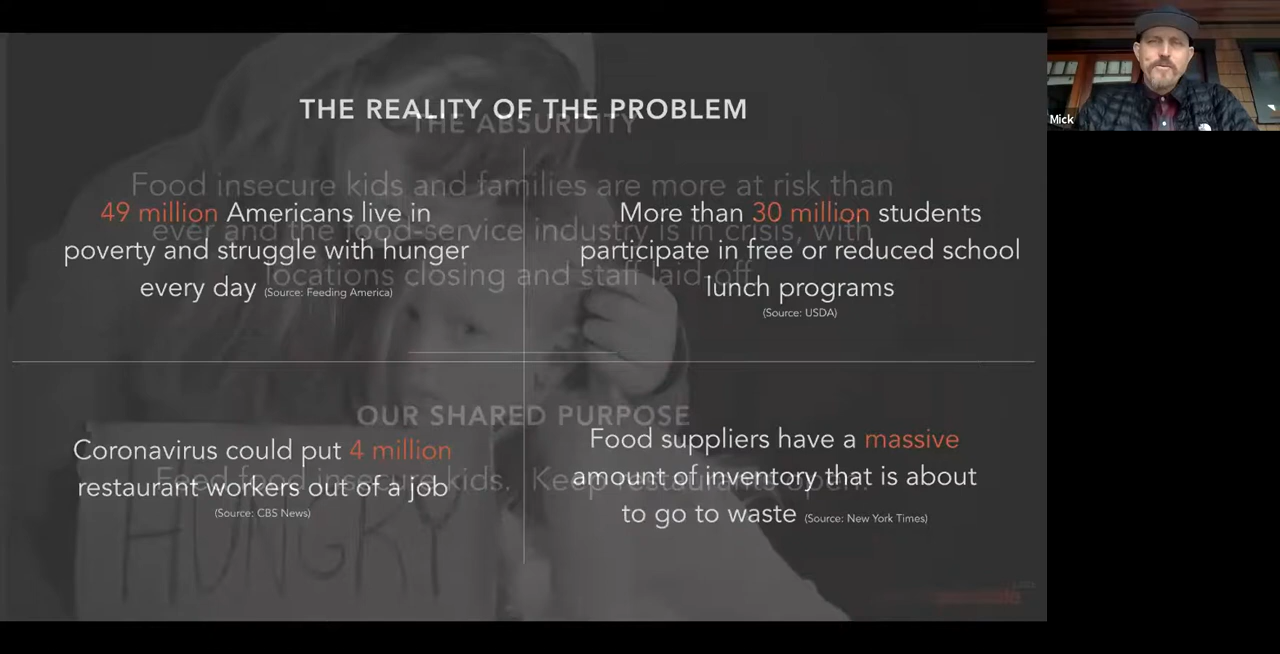 THE REALITY OF THE PROBLEM
THE ABSURDITY
Food insecure kids and families are more at risk than
ever and the food-service industry is in crisis, with
locations closing and staff laid off.
49 million Americans live in
poverty and struggle with hunger
every day (Source: Feeding America)
More than 30 million students
participate in free or reduced school
lunch programs
(Source: USDA)
OUR SHARED PURPOSE
Feed food insecure kids. Keep restaurants open.
Coronavirus could put 4 million
restaurant workers out of a job
(Source: CBS News)
Food suppliers have a massive
amount of inventory that is about
to go to waste (Source: New York Times)
HUNGRY
Mick